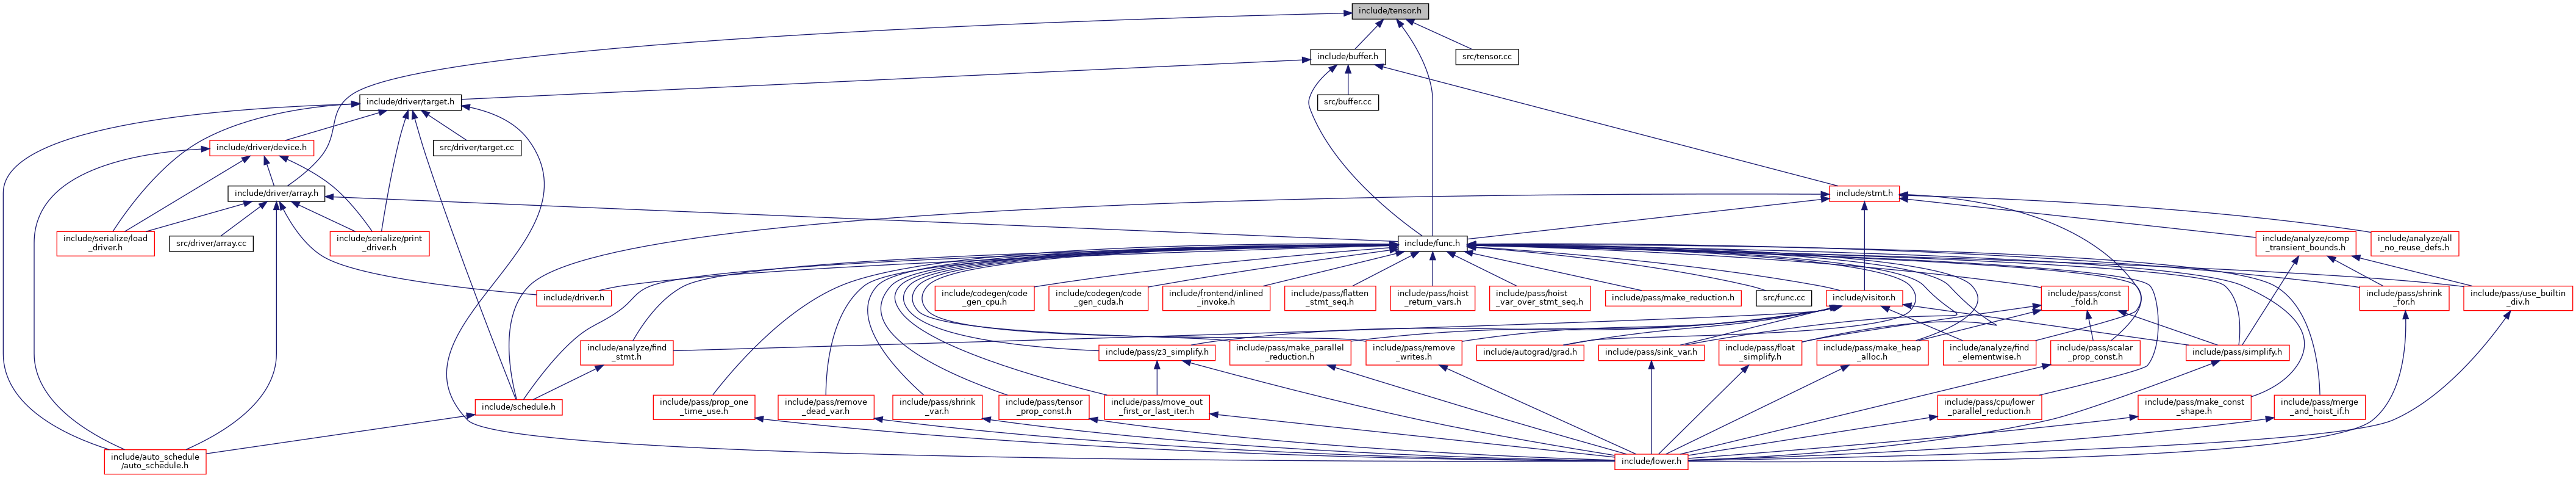 include/tensor.h
include/buffer.h
src/tensor.cc
include/driver/target.h
src/buffer.cc
include/driver/device.h
src/driver/target.cc
include/driver/array.h
include/stmt.h
include/serialize/load
_driver.h
src/driver/array.cc
include/serialize/print
_driver.h
include/func.h
include/analyze/comp
_transient_bounds.h
include/analyze/all
_no_reuse_defs.h
include/driver.h
include/codegen/code
_gen_cpu.h
include/codegen/code
_gen_cuda.h
include/frontend/inlined
_invoke.h
include/pass/flatten
_stmt_seq.h
include/pass/hoist
_return_vars.h
include/pass/hoist
_var_over_stmt_seq.h
include/pass/make_reduction.h
src/func.cc
include/visitor.h
include/pass/const
_fold.h
include/pass/shrink
_for.h
include/pass/use_builtin
_div.h
include/analyze/find
_stmt.h
include/pass/z3_simplify.h
include/pass/make_parallel
_reduction.h
include/pass/remove
_writes.h
include/autograd/grad.h
include/pass/sink_var.h
include/pass/float
_simplify.h
include/pass/make_heap
_alloc.h
include/analyze/find
_elementwise.h
include/pass/scalar
_prop_const.h
include/pass/simplify.h
include/schedule.h
include/pass/prop_one
_time_use.h
include/pass/remove
_dead_var.h
include/pass/shrink
_var.h
include/pass/tensor
_prop_const.h
include/pass/move_out
_first_or_last_iter.h
include/pass/cpu/lower
_parallel_reduction.h
include/pass/make_const
_shape.h
include/pass/merge
_and_hoist_if.h
include/auto_schedule
/auto_schedule.h
include/lower.h